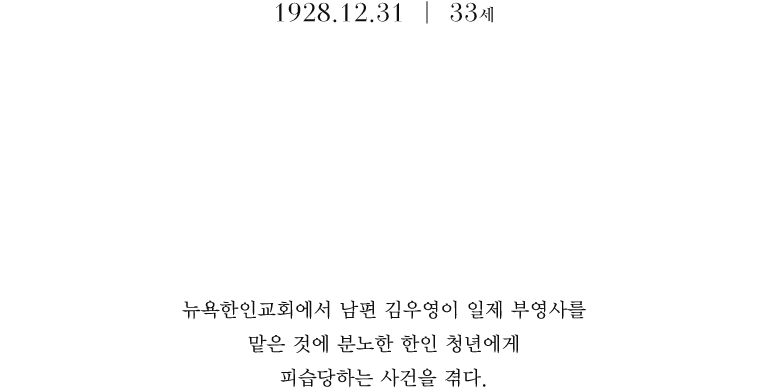 1928.12.31 | 33세
뉴욕한인교회에서 남편 김우영이 일제 부영사를
맡은 것에 분노한 한인 청년에게
피습당하는 사건을 겪다.